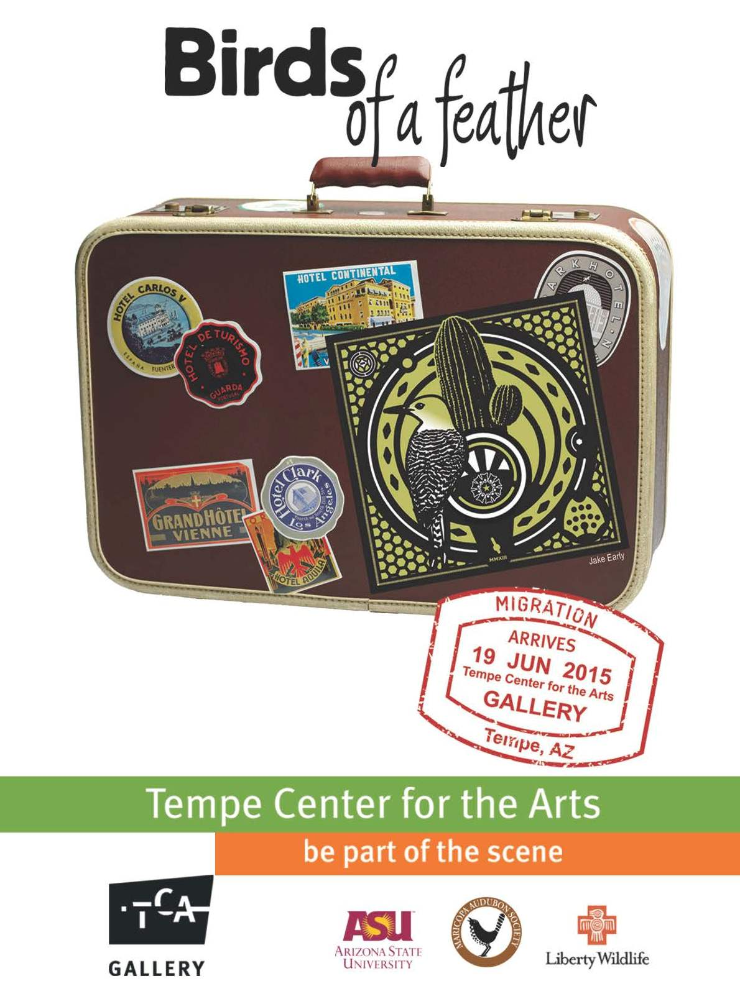 Birds
of a feather
HOTEL CARLOS V
ESPAÑA
HOTEL DE TURISMO
GUARDA
PORTUGAL
HOTEL CONTINENTAL
ARKHOTEL · N
GRAND HÔTEL
VIENNE
Hotel Clark
Los Angeles
HOTEL AQUILA
MMXIII
Jake Early
MIGRATION
ARRIVES
19 JUN 2015
Tempe Center for the Arts
GALLERY
Tempe, AZ
Tempe Center for the Arts
be part of the scene
TCA
GALLERY
ASU
ARIZONA STATE
UNIVERSITY
MARICOPA AUDUBON SOCIETY
Liberty Wildlife